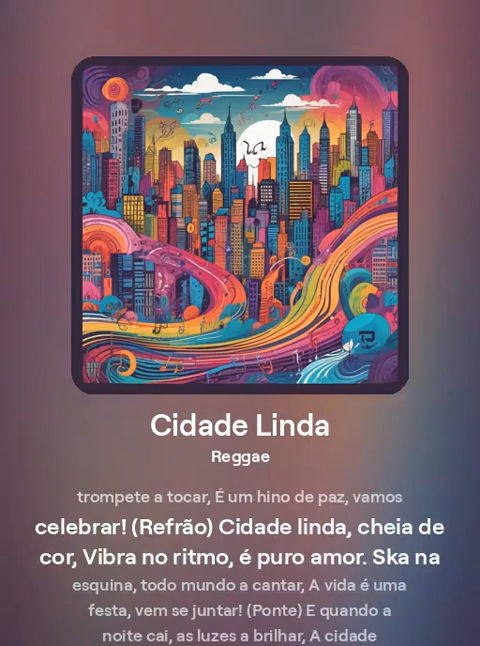 Cidade Linda
Reggae
trompete a tocar, É um hino de paz, vamos
celebrar! (Refrão) Cidade linda, cheia de
cor, Vibra no ritmo, é puro amor. Ska na
esquina, todo mundo a cantar, A vida é uma
festa, vem se juntar! (Ponte) E quando a
noite cai, as luzes a brilhar, A cidade